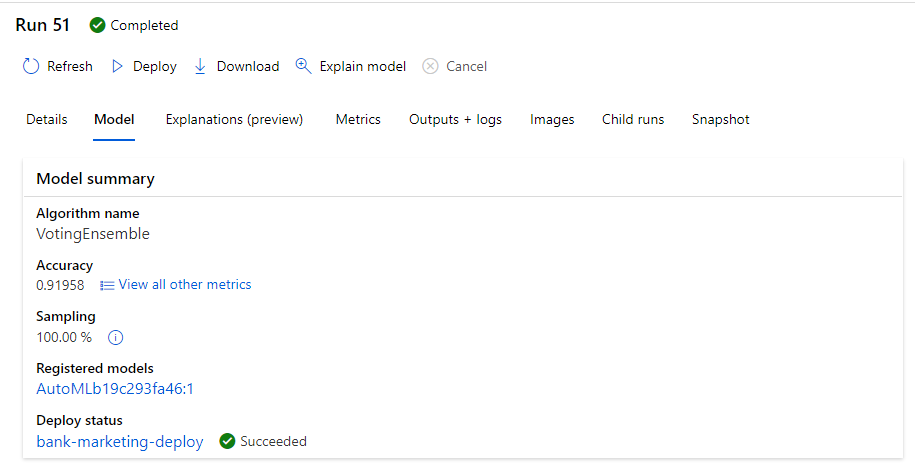 Run 51 Completed
Refresh Deploy Download Explain model Cancel
Details Model Explanations (preview) Metrics Outputs + logs Images Child runs Snapshot
Model summary
Algorithm name
VotingEnsemble
Accuracy
0.91958 View all other metrics
Sampling
100.00 %
Registered models
AutoMLb19c293fa46:1
Deploy status
bank-marketing-deploy Succeeded